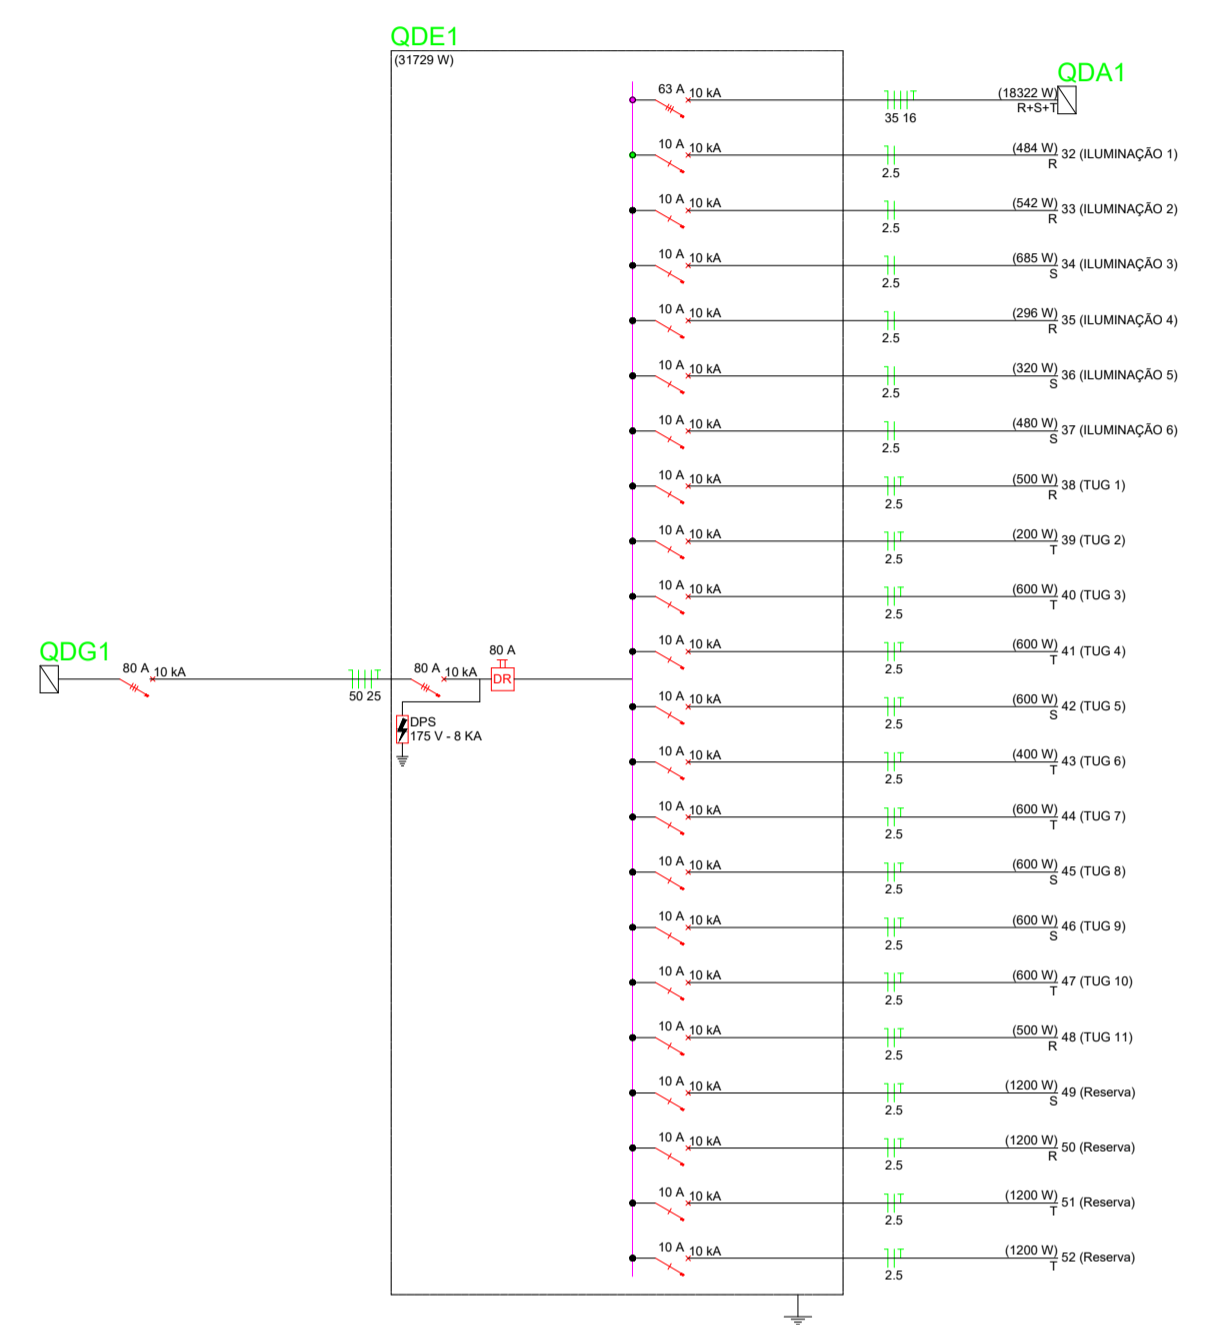 QDE1
(31729 W)
QDA1
63 A 10 kA
35 16
(18322 W)
R+S+T
10 A 10 kA
2.5
(484 W)
R
32 (ILUMINAÇÃO 1)
10 A 10 kA
2.5
(542 W)
R
33 (ILUMINAÇÃO 2)
10 A 10 kA
2.5
(685 W)
S
34 (ILUMINAÇÃO 3)
10 A 10 kA
2.5
(296 W)
R
35 (ILUMINAÇÃO 4)
10 A 10 kA
2.5
(320 W)
S
36 (ILUMINAÇÃO 5)
10 A 10 kA
2.5
(480 W)
S
37 (ILUMINAÇÃO 6)
10 A 10 kA
T
2.5
(500 W)
R
38 (TUG 1)
10 A 10 kA
2.5
(200 W)
T
39 (TUG 2)
10 A 10 kA
2.5
(600 W)
T
40 (TUG 3)
10 A 10 kA
2.5
(600 W)
T
41 (TUG 4)
QDG1
80 A 10 kA
50 25
80 A 10 kA
80 A
DR
DPS
175 V - 8 KA
10 A 10 kA
2.5
(600 W)
S
42 (TUG 5)
10 A 10 kA
2.5
(400 W)
T
43 (TUG 6)
10 A 10 kA
2.5
(600 W)
T
44 (TUG 7)
10 A 10 kA
2.5
(600 W)
S
45 (TUG 8)
10 A 10 kA
2.5
(600 W)
S
46 (TUG 9)
10 A 10 kA
2.5
(600 W)
T
47 (TUG 10)
10 A 10 kA
2.5
(500 W)
R
48 (TUG 11)
10 A 10 kA
2.5
(1200 W)
S
49 (Reserva)
10 A 10 kA
2.5
(1200 W)
R
50 (Reserva)
10 A 10 kA
2.5
(1200 W)
T
51 (Reserva)
10 A 10 kA
2.5
(1200 W)
T
52 (Reserva)